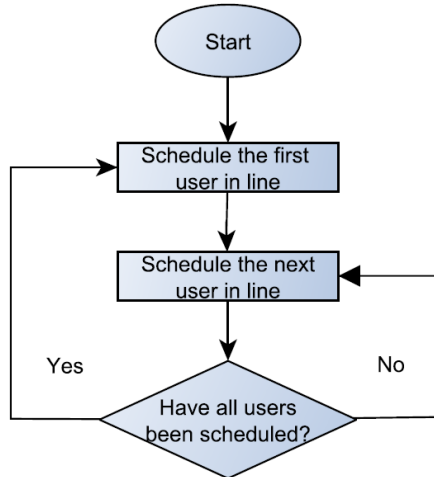 Start
Schedule the first
user in line
Schedule the next
user in line
Yes
No
Have all users
been scheduled?